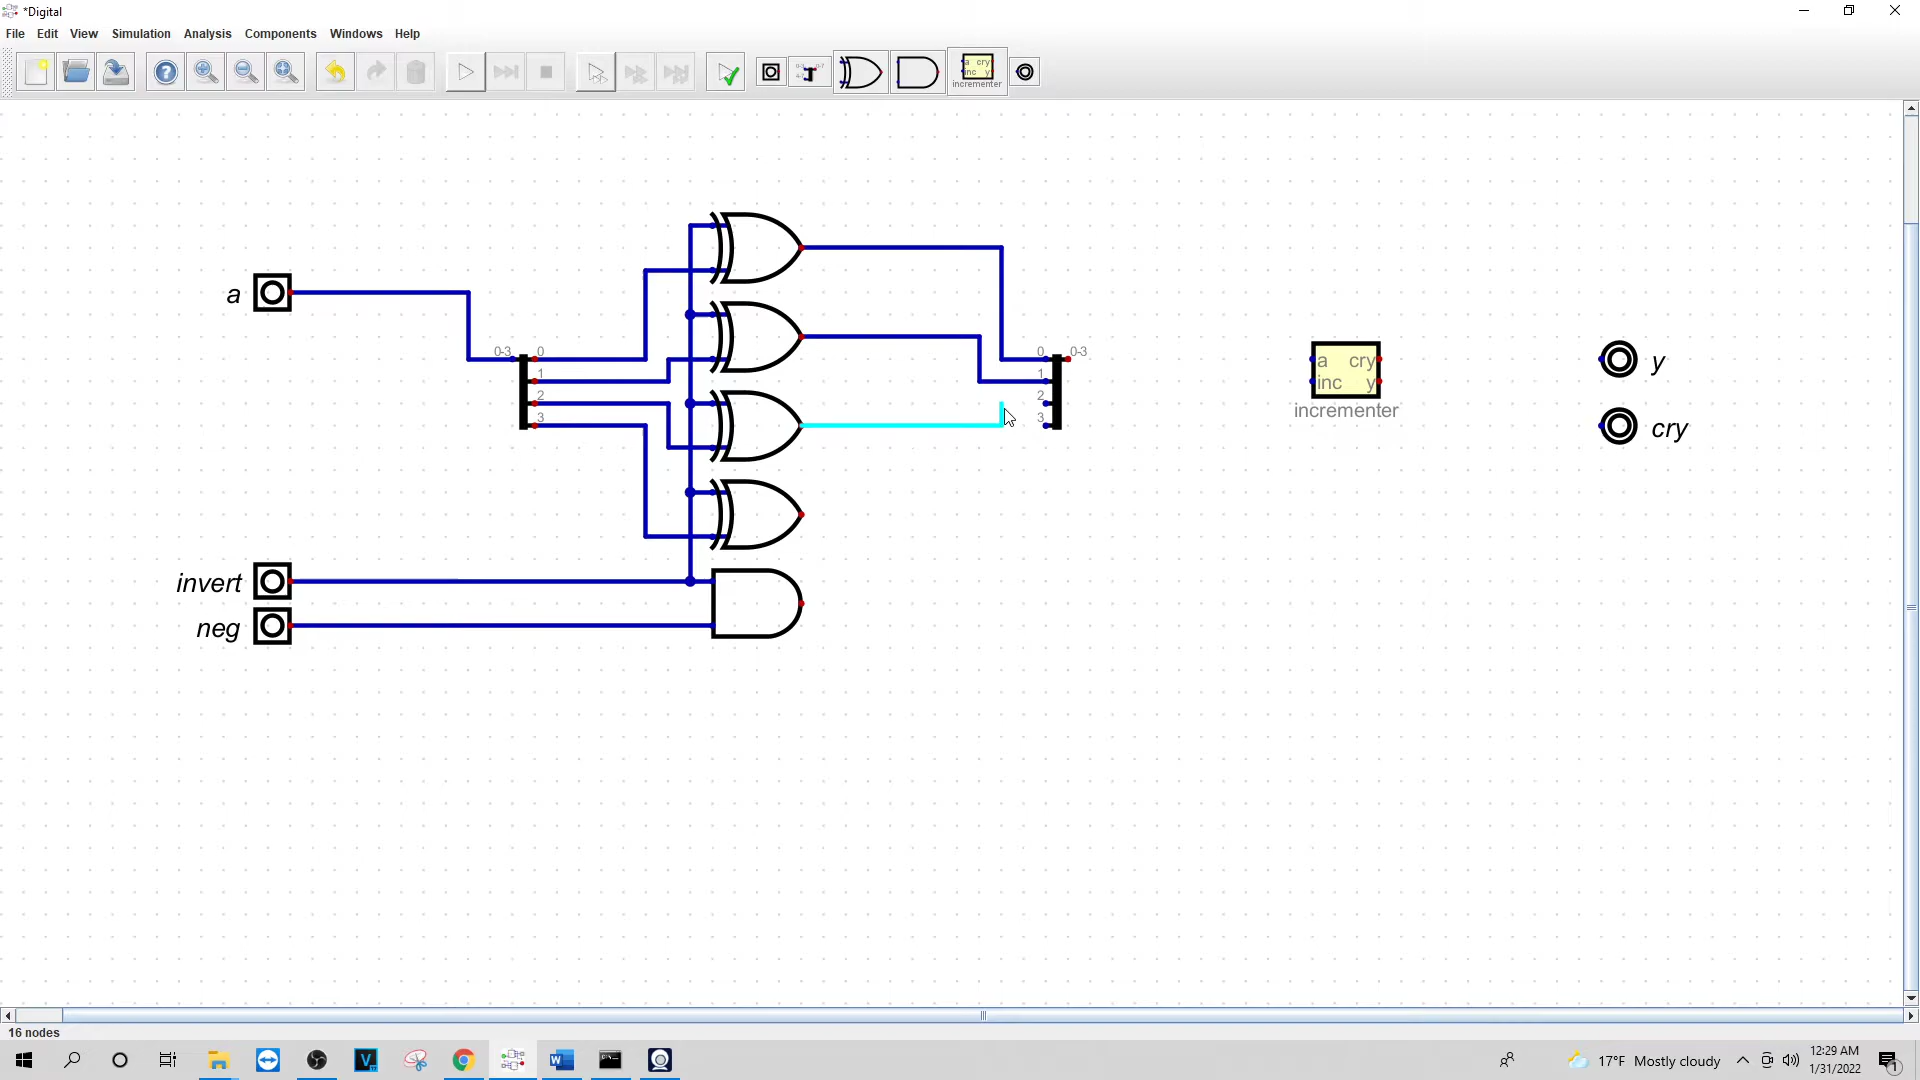 *Digital
File Edit View Simulation Analysis Components Windows Help
a cry
inc y
incrementer
a
0-3
0
1
2
3
0
1
2
3
0-3
a cry
inc y
incrementer
y
cry
invert
neg
16 nodes
17°F Mostly cloudy
12:29 AM
1/31/2022
1